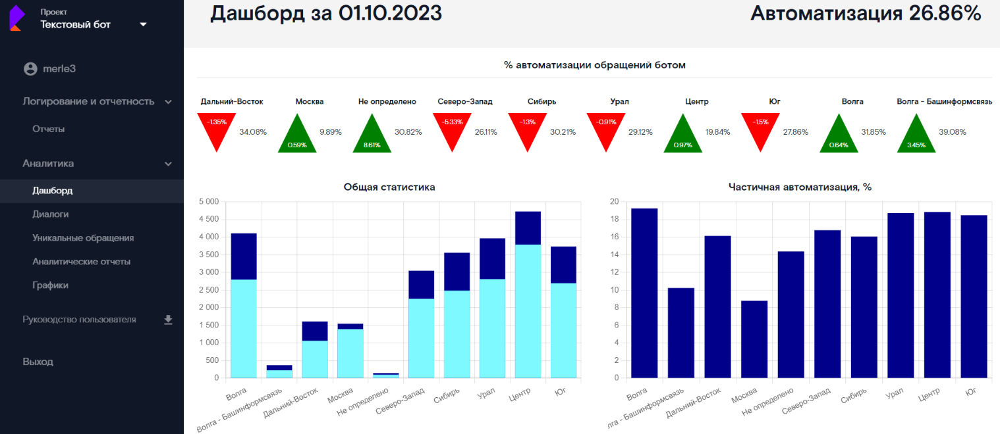 Проект
Текстовый бот
merle3
Логирование и отчетность
Отчеты
Аналитика
Дашборд
Диалоги
Уникальные обращения
Аналитические отчеты
Графики
Руководство пользователя
Выход
Дашборд за 01.10.2023
Автоматизация 26.86%
% автоматизации обращений ботом
Дальний-Восток
-1.35%
34.08%
Москва
0.59%
9.89%
Не определено
8.61%
30.82%
Северо-Запад
-5.33%
26.11%
Сибирь
-1.3%
30.21%
Урал
-0.91%
29.12%
Центр
0.97%
19.84%
Юг
-1.5%
27.86%
Волга
0.64%
31.85%
Волга - Башинформсвязь
3.45%
39.08%
Общая статистика
5 000
4 500
4 000
3 500
3 000
2 500
2 000
1 500
1 000
500
0
Волга
Волга - Башинформсвязь
Дальний-Восток
Москва
Не определено
Северо-Запад
Сибирь
Урал
Центр
Юг
Частичная автоматизация, %
20
18
16
14
12
10
8
6
4
2
0
Волга
лга - Башинформсвязь
Дальний-Восток
Москва
Не определено
Северо-Запад
Сибирь
Урал
Центр
Юг